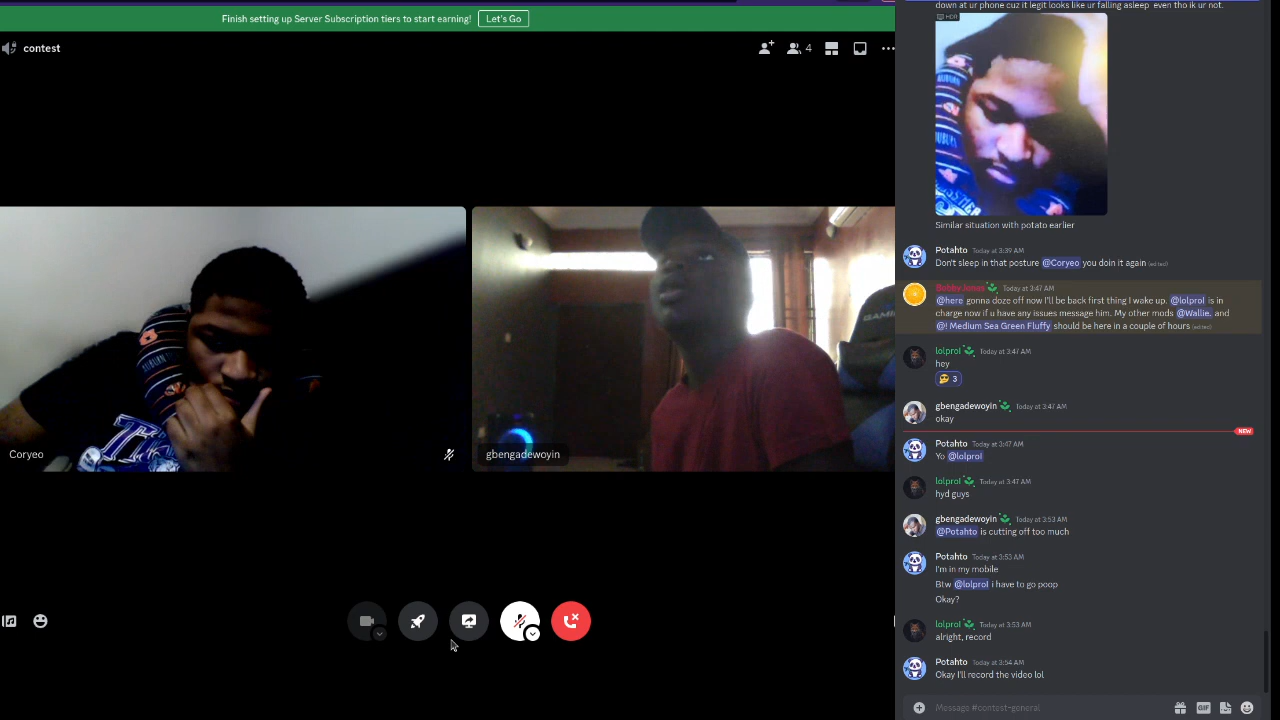 Finish setting up Server Subscription tiers to start earning! Let's Go
contest
4
Coryeo
gbengadewoyin
down at ur phone cuz it legit looks like ur falling asleep even tho ik ur not.
HDR
Similar situation with potato earlier
Potahto Today at 3:39 AM
Don't sleep in that posture @Coryeo you doin it again (edited)
Today at 3:47 AM
@here gonna doze off now I'll be back first thing I wake up. @lolprol is in
charge now if u have any issues message him. My other mods @Wallie. and
@! Medium Sea Green Fluffy should be here in a couple of hours (edited)
lolprol Today at 3:47 AM
hey
3
gbengadewoyin Today at 3:47 AM
okay
NEW
Potahto Today at 3:47 AM
Yo @lolprol
lolprol Today at 3:47 AM
hyd guys
gbengadewoyin Today at 3:53 AM
@Potahto is cutting off too much
Potahto Today at 3:53 AM
I'm in my mobile
Btw @lolprol i have to go poop
Okay?
lolprol Today at 3:53 AM
alright, record
Potahto Today at 3:54 AM
Okay I'll record the video lol
Message #contest-general
GIF